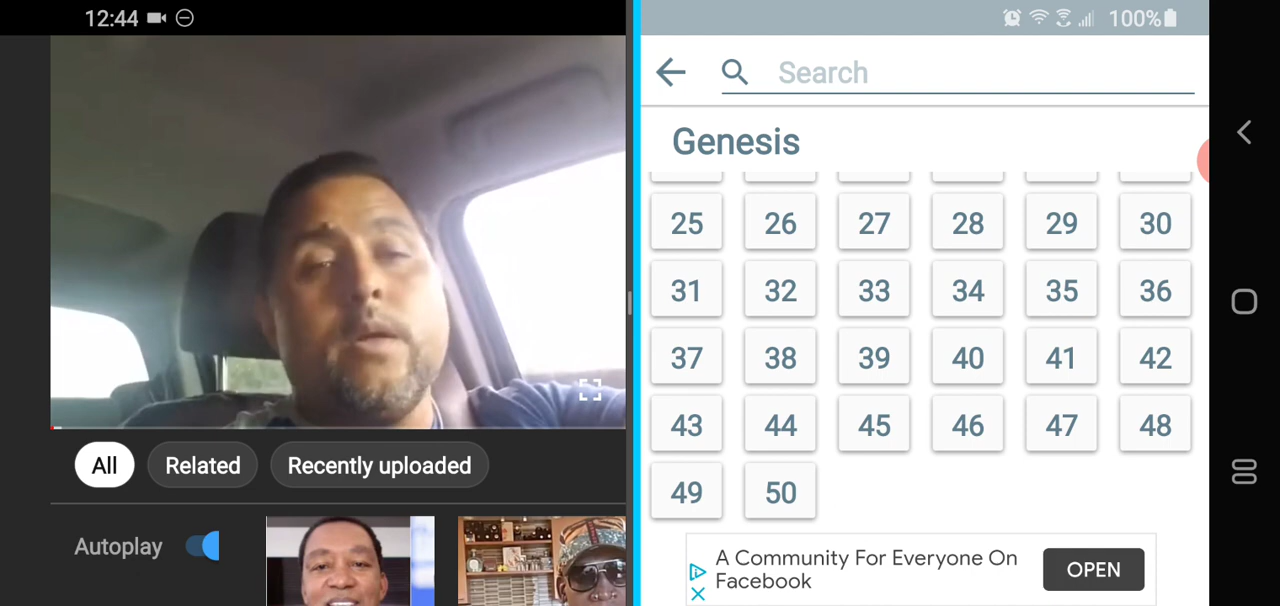 12:44
100%
Search
Genesis
25 26 27 28 29 30
31 32 33 34 35 36
37 38 39 40 41 42
43 44 45 46 47 48
49 50
All Related Recently uploaded
Autoplay
A Community For Everyone On
Facebook
OPEN